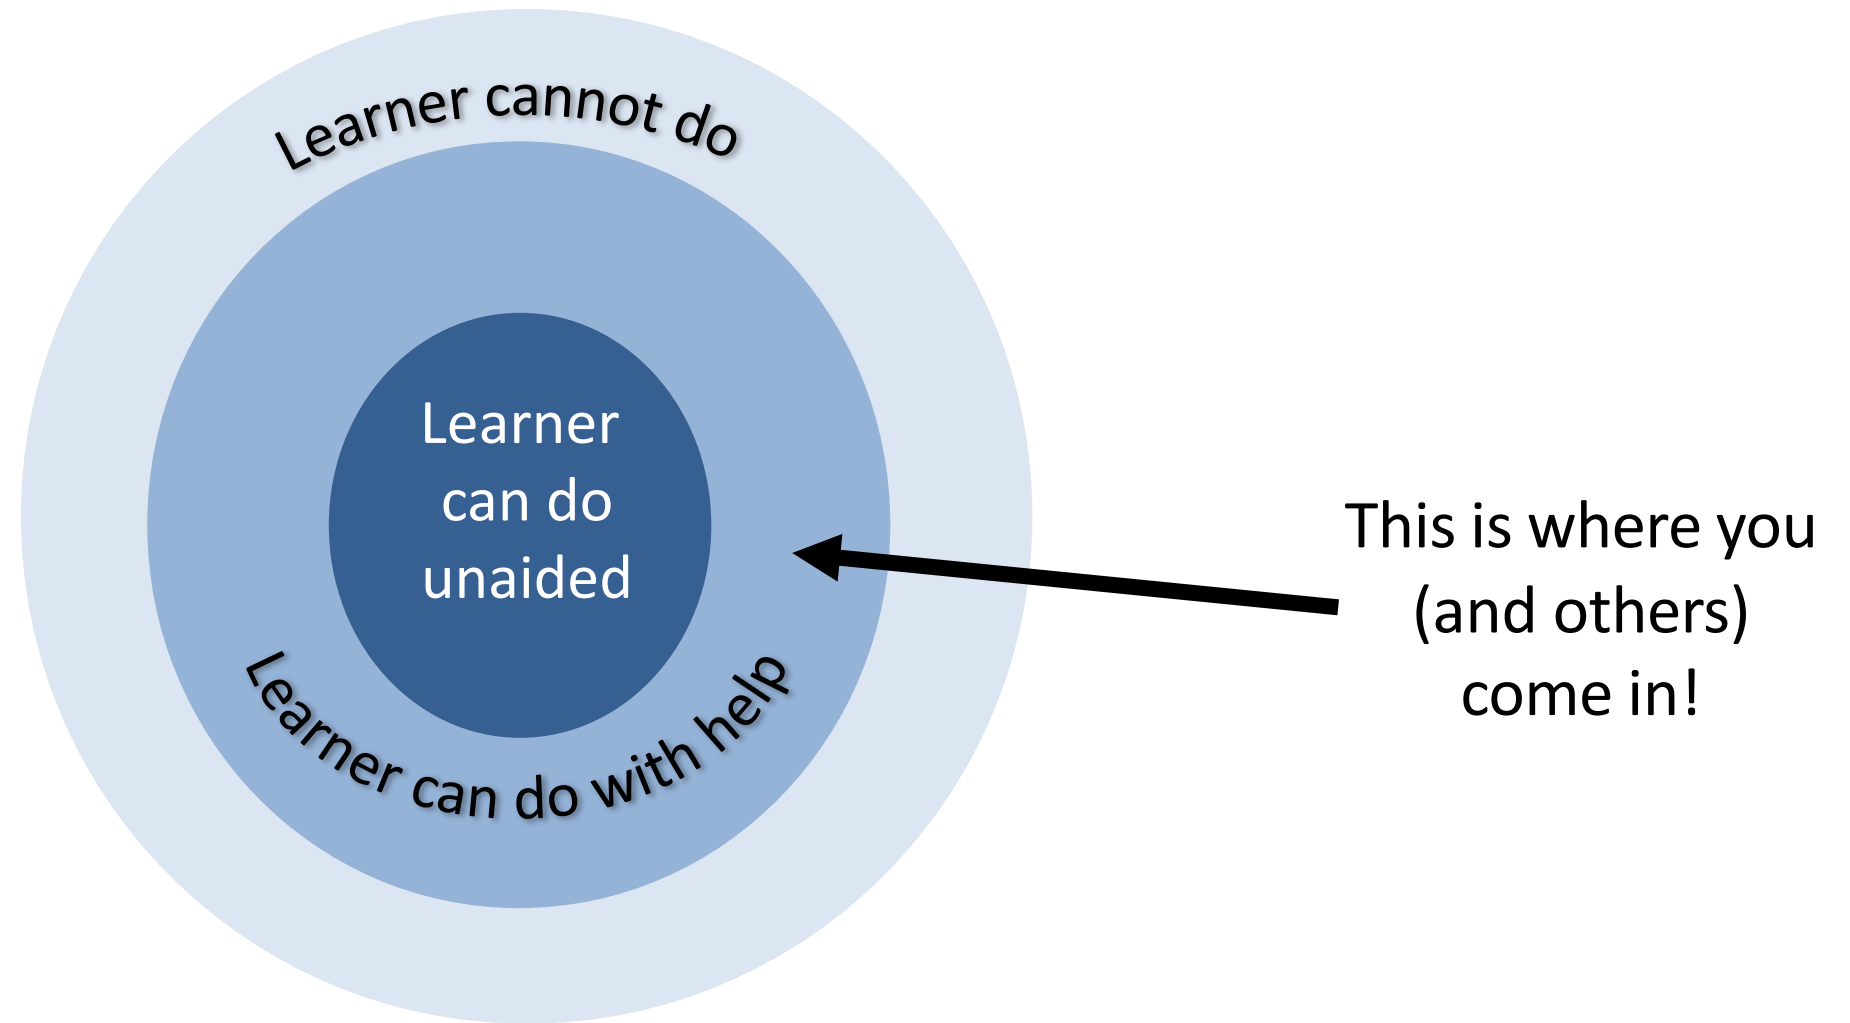 Learner cannot do
Learner
can do
unaided
Learner can do with help
This is where you
(and others)
come in!